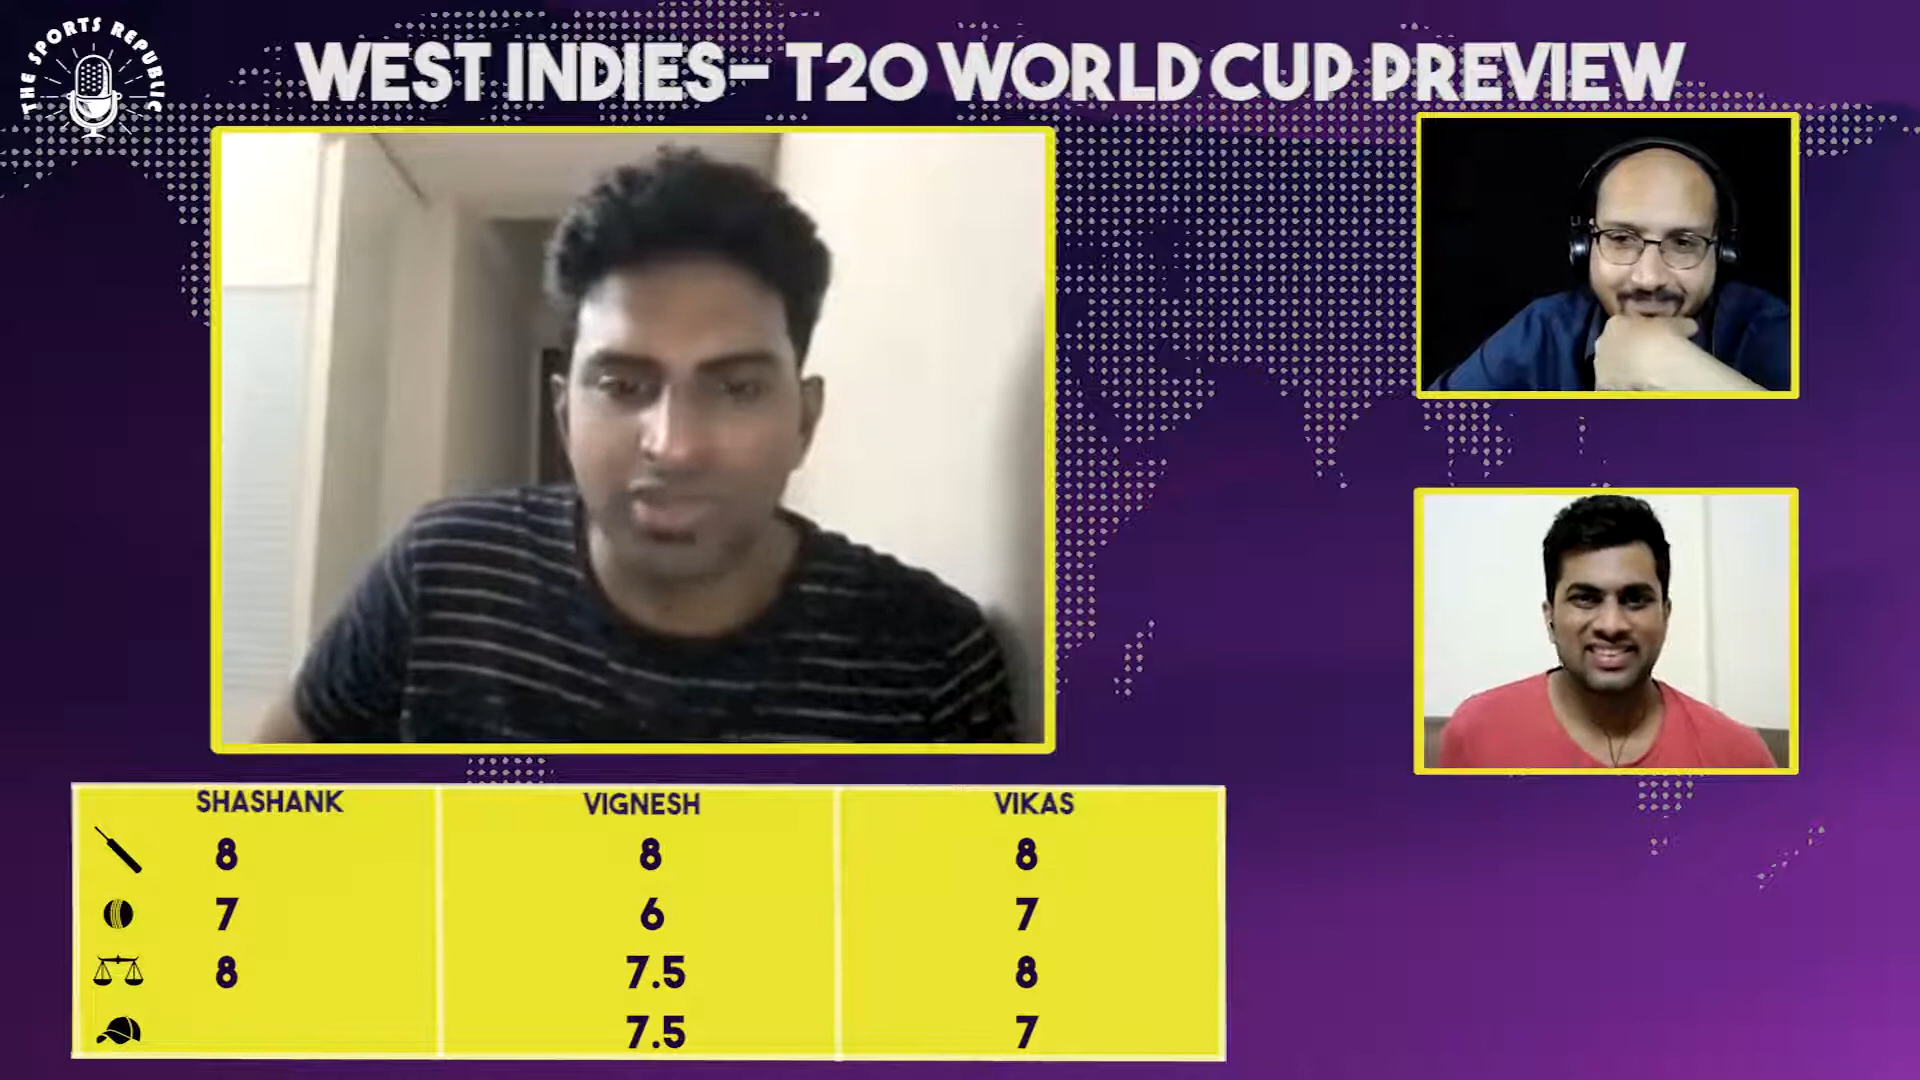 THE SPORTS REPUBLIC
WEST INDIES- T20 WORLD CUP PREVIEW
SHASHANK VIGNESH VIKAS
8 8 8
7 6 7
8 7.5 8
7.5 7